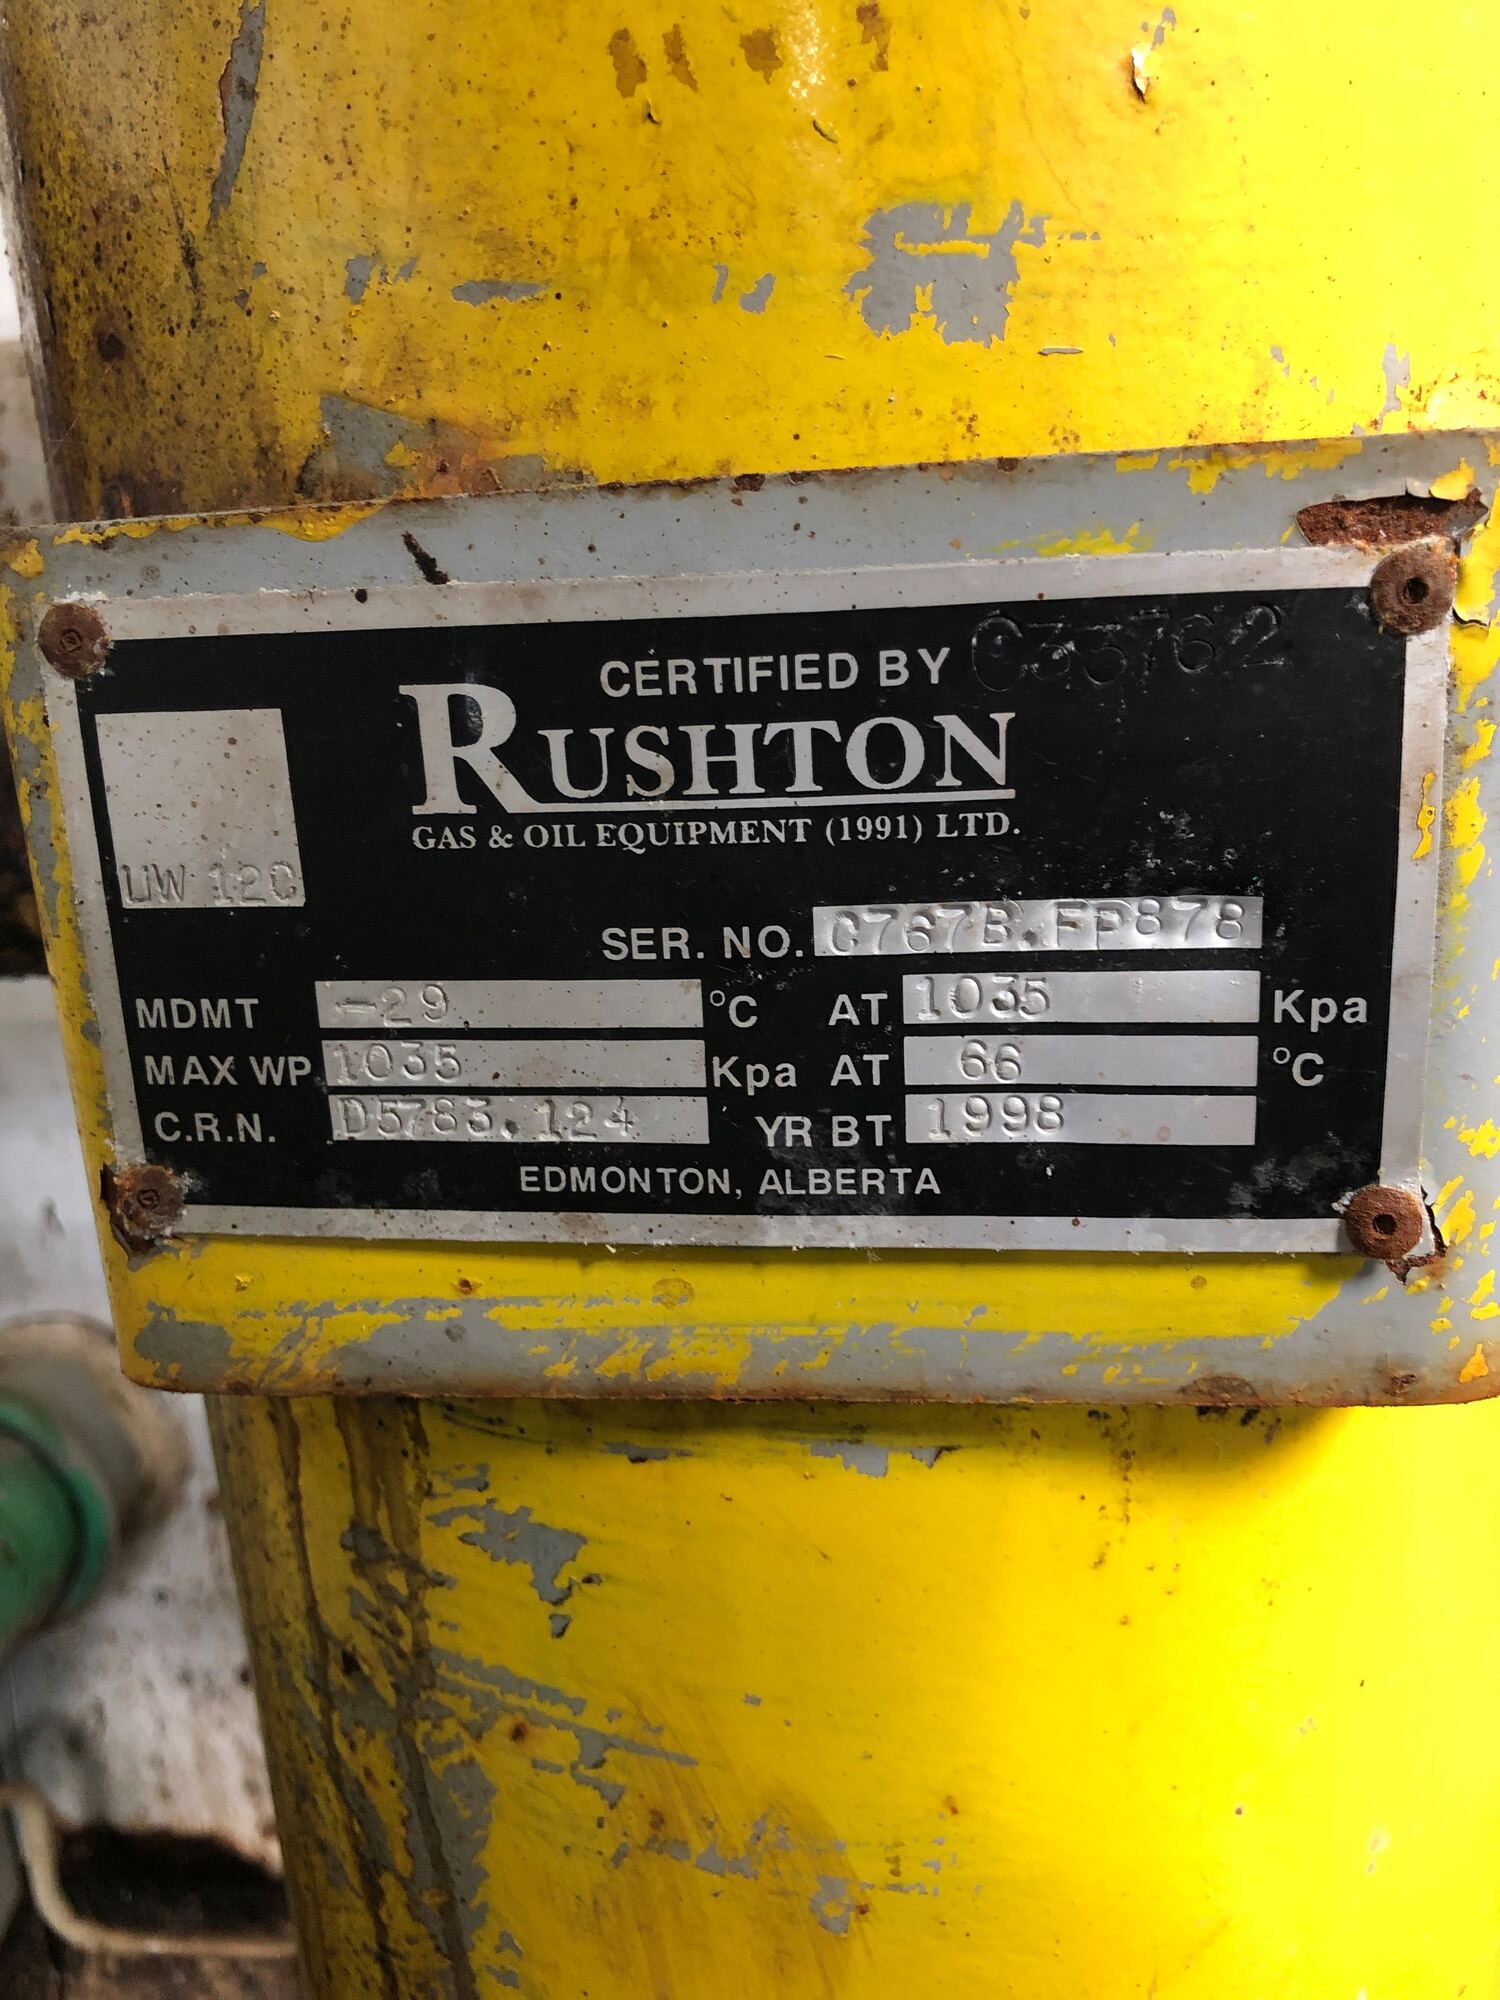 CERTIFIED BY C33762
RUSHTON
GAS & OIL EQUIPMENT (1991) LTD.
UW 12C
SER. NO. C767B.FP878
MDMT -29 °C AT 1035 Kpa
MAX WP 1035 Kpa AT 66 °C
C.R.N. D5783.124 YR BT 1998
EDMONTON, ALBERTA